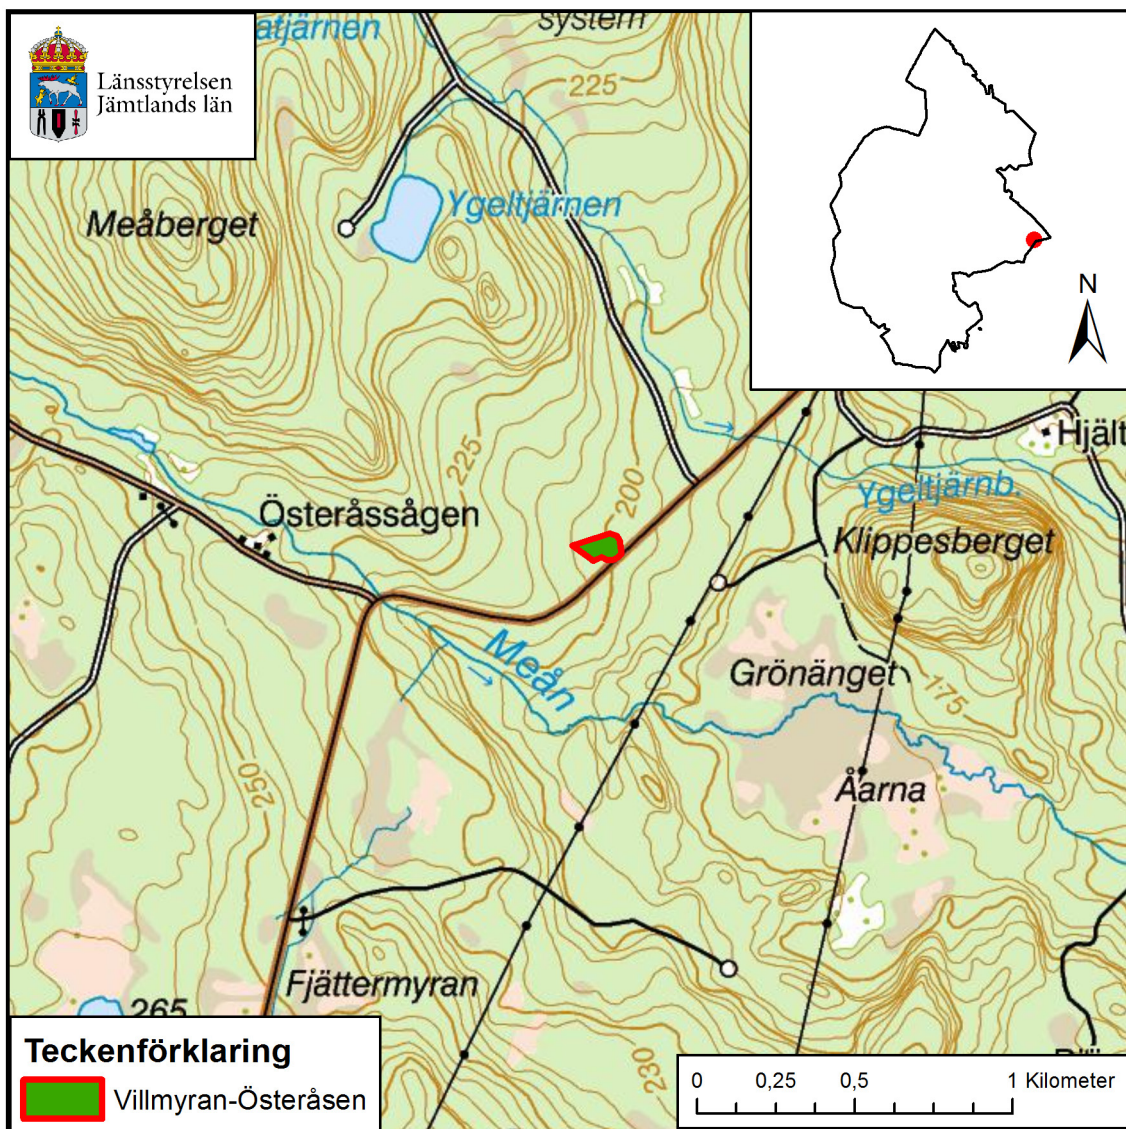 Länsstyrelsen
Jämtlands län
atjärnen
system
225
Ygeltjärnen
Meåberget
N
225
200
Hjält
Ygeltjärnb.
Österåssågen
Klippesberget
Meån
Grönänget
175
250
Åarna
Fjättermyran
265
230
Teckenförklaring
Villmyran-Österåsen
0 0,25 0,5 1 Kilometer